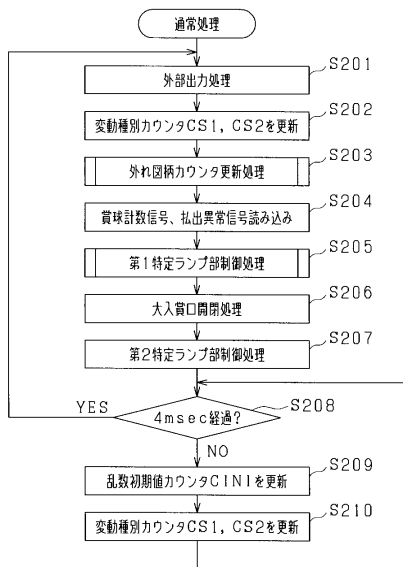 通常処理
S201
外部出力処理
S202
変動種別カウンタCS1，CS2を更新
S203
外れ図柄カウンタ更新処理
S204
賞球計数信号、払出異常信号読み込み
S205
第1特定ランプ部制御処理
S206
大入賞口開閉処理
S207
第2特定ランプ部制御処理
YES
S208
4msec経過?
NO
S209
乱数初期値カウンタCINIを更新
S210
変動種別カウンタCS1，CS2を更新